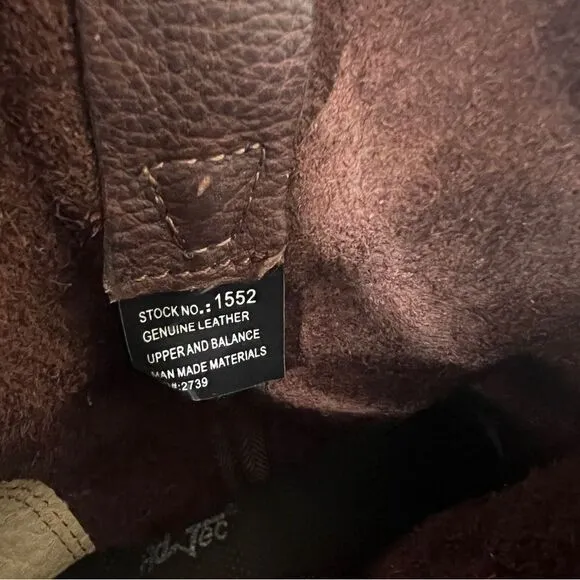 STOCK NO.: 1552
GENUINE LEATHER
UPPER AND BALANCE
MAN MADE MATERIALS
#:2739